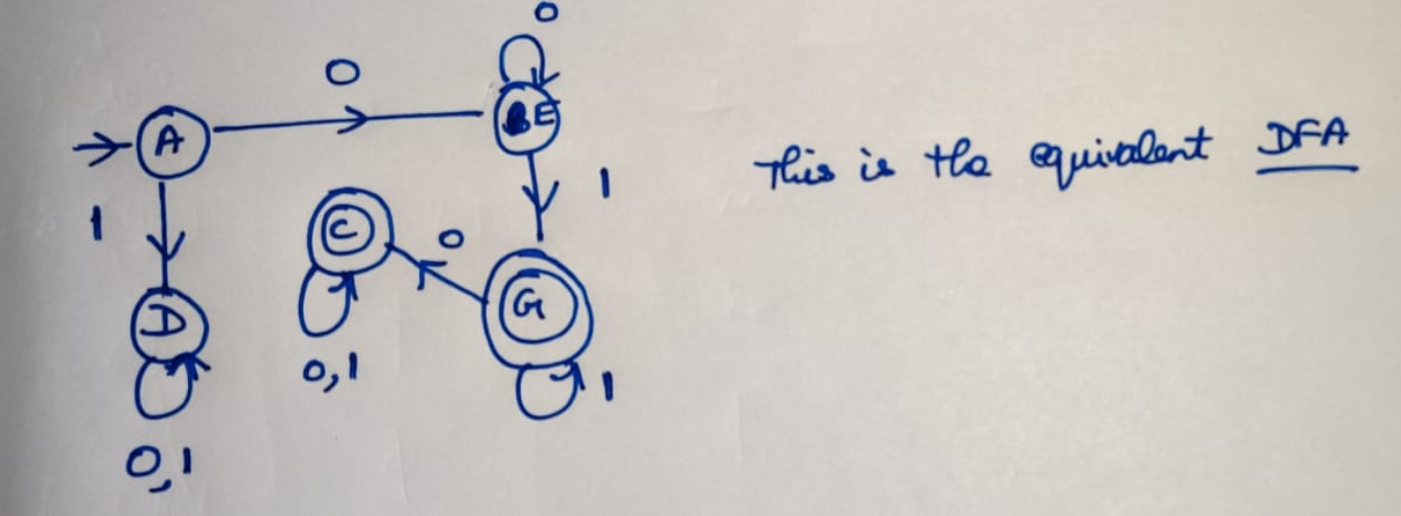 0
0
A
BE
This is the equivalent DFA
1
1
C
0
G
D
0,1
1
0,1